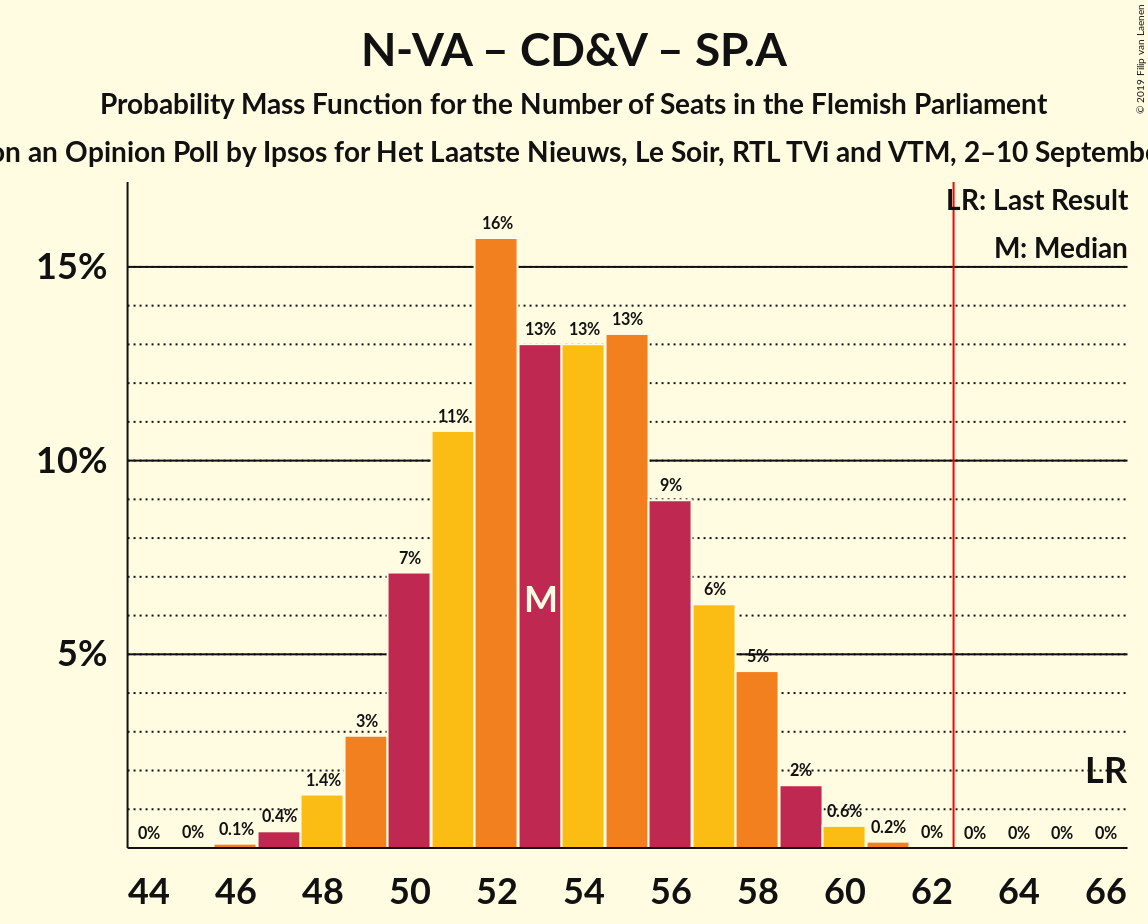 N-VA – CD&V – SP.A
Probability Mass Function for the Number of Seats in the Flemish Parliament
on an Opinion Poll by Ipsos for Het Laatste Nieuws, Le Soir, RTL TVi and VTM, 2–10 Septembe
© 2019 Filip van Laenen
LR: Last Result
M: Median
15%
10%
5%
0%
0%
0.1%
0.4%
1.4%
3%
7%
11%
16%
13%
13%
13%
9%
6%
5%
2%
0.6%
0.2%
0%
0%
0%
0%
0%
M
LR
44 46 48 50 52 54 56 58 60 62 64 66